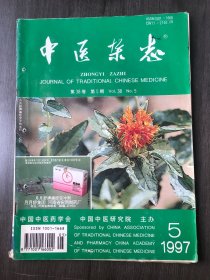 中医杂志
ZHONGYI ZAZHI
JOURNAL OF TRADITIONAL CHINESE MEDICINE
第38卷 第5期 Vol. 38 No. 5
ISSN 1001-1668
中国中医药学会 中国中医研究院 主办
Sponsored by CHINA ASSOCIATION
OF TRADITIONAL CHINESE MEDICINE
AND PHARMACY CHINA ACADEMY
OF TRADITIONAL CHINESE MEDICINE
5
1997